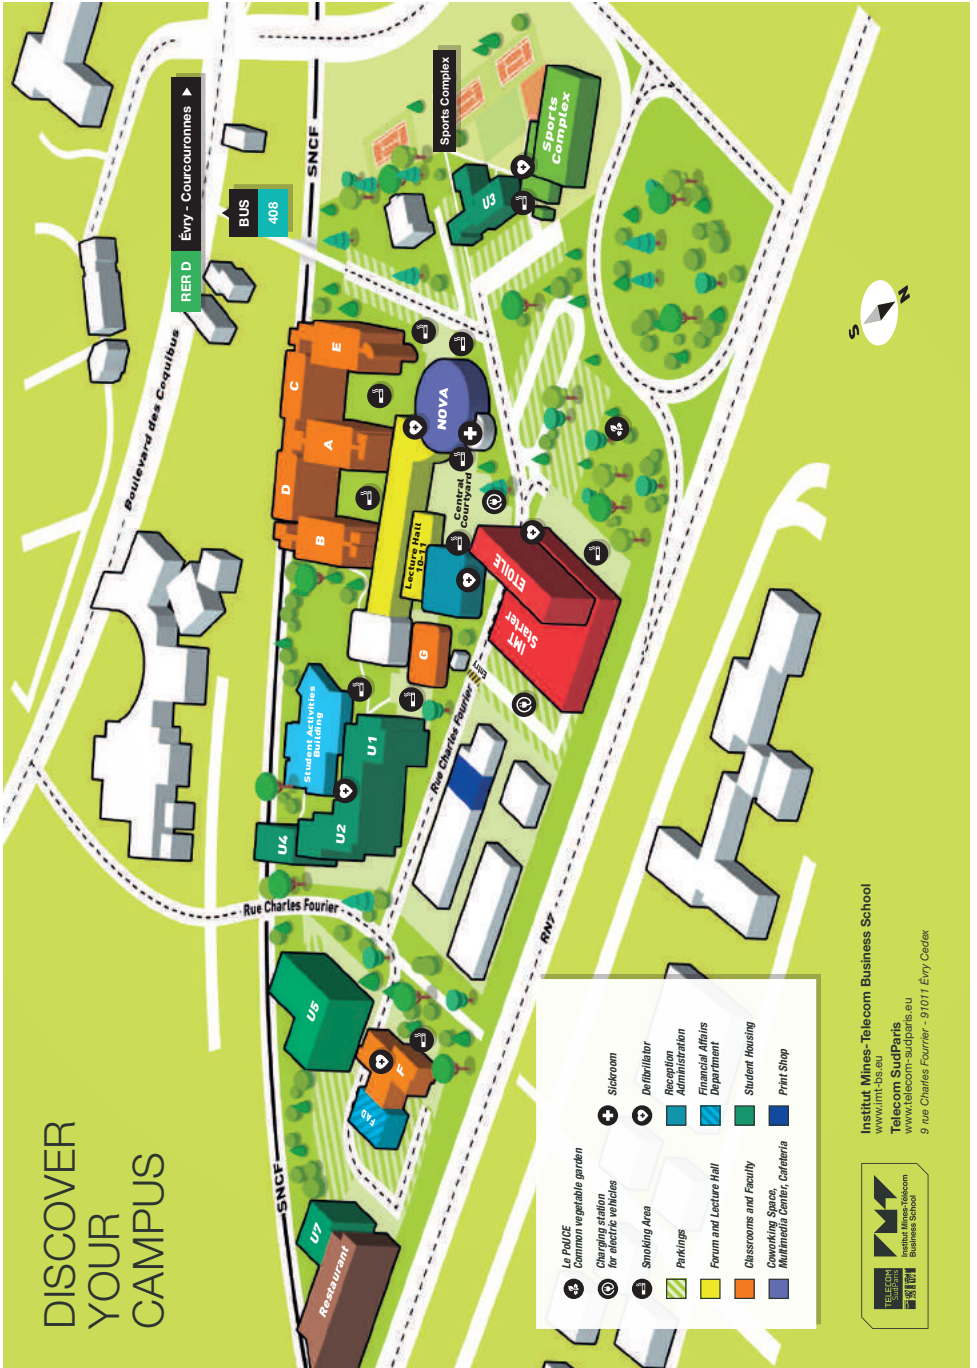 DISCOVER
YOUR
CAMPUS
RER D
Évry - Courcouronnes
BUS
408
Sports Complex
Boulevard des Coquibus
SNCF
SNCF
Sports
Complex
U3
E
C
A
D
B
NOVA
Central
Courtyard
Lecture Hall
10-11
ETOILE
IMT
Starter
G
Entry
Student Activities
Building
U1
U2
U4
Rue Charles Fourier
Rue Charles Fourier
RN7
U5
F
FAD
U7
Restaurant
S
N
Le PoUCE
Common vegetable garden
Charging station
for electric vehicles
Smoking Area
Parkings
Forum and Lecture Hall
Classrooms and Faculty
Coworking Space,
Multimedia Center, Cafeteria
Sickroom
Defibrillator
Reception
Administration
Financial Affairs
Department
Student Housing
Print Shop
TELECOM
SudParis
Institut Mines-Télécom
Business School
Institut Mines-Telecom Business School
www.imt-bs.eu
Telecom SudParis
www.telecom-sudparis.eu
9 rue Charles Fourrier - 91011 Évry Cedex